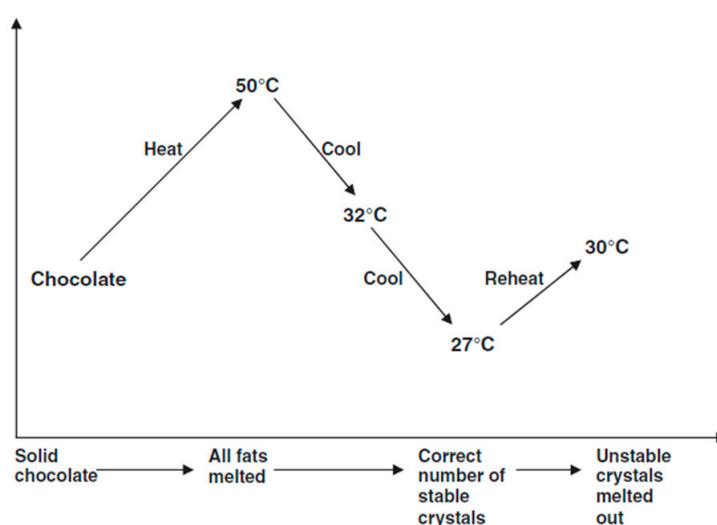 50°C
Heat
Cool
32°C
30°C
Chocolate
Cool
Reheat
27°C
Solid
chocolate
All fats
melted
Correct
number of
stable
crystals
Unstable
crystals
melted
out